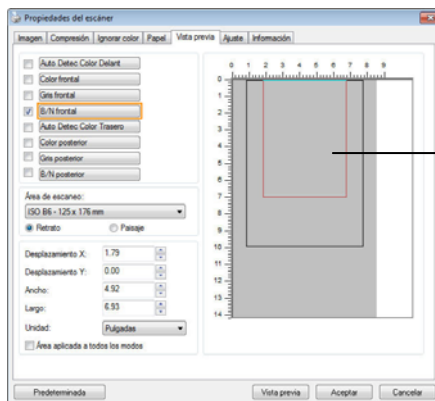 Propiedades del escáner
Imagen Compresión Ignorar color Papel Vista previa Ajuste Información
Auto Detec Color Delant
Color frontal
Gris frontal
B/N frontal
Auto Detec Color Trasero
Color posterior
Gris posterior
B/N posterior
Área de escaneo:
ISO B6 - 125 x 176 mm
Retrato Paisaje
Desplazamiento X: 1.79
Desplazamiento Y: 0.00
Ancho: 4.92
Largo: 6.93
Unidad: Pulgadas
Área aplicada a todos los modos
0 1 2 3 4 5 6 7 8 9
0
1
2
3
4
5
6
7
8
9
10
11
12
13
14
Predeterminada Vista previa Aceptar Cancelar